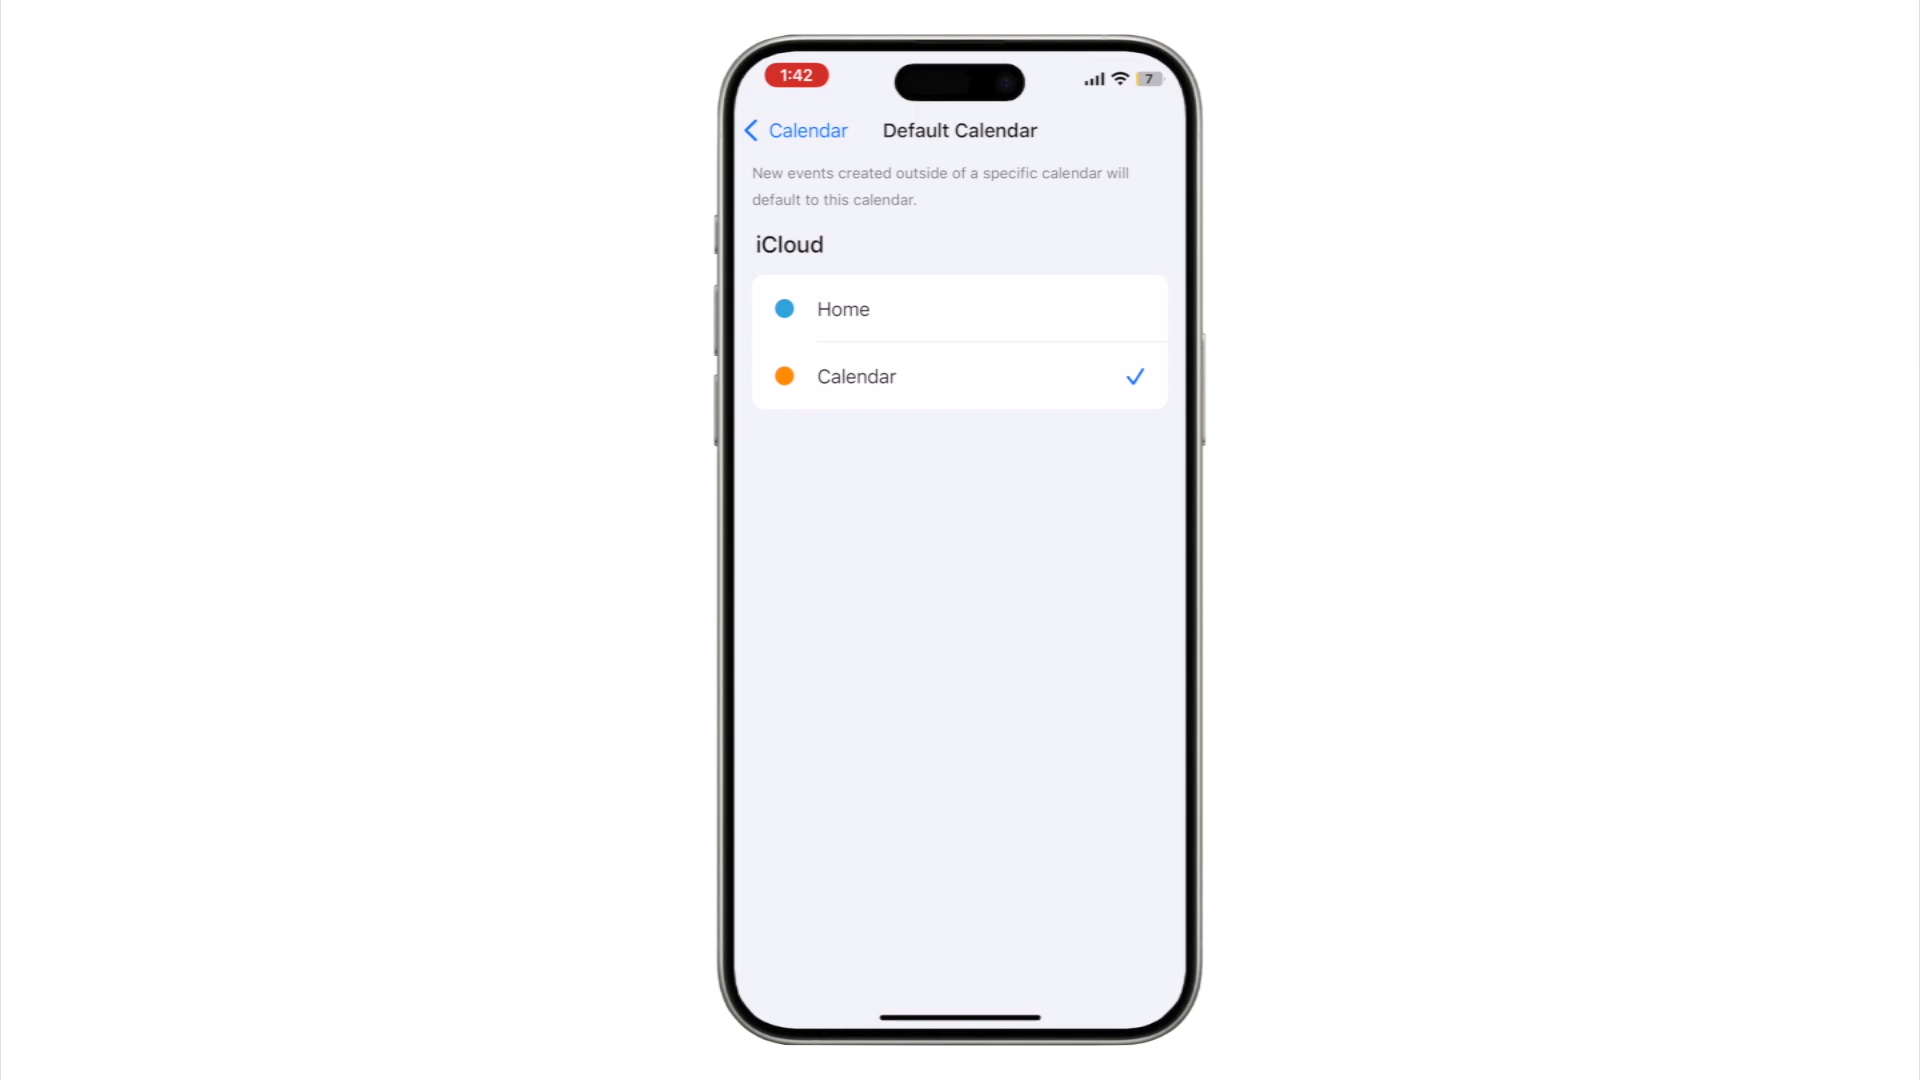 1:42
7
Calendar
Default Calendar
New events created outside of a specific calendar will
default to this calendar.
iCloud
Home
Calendar